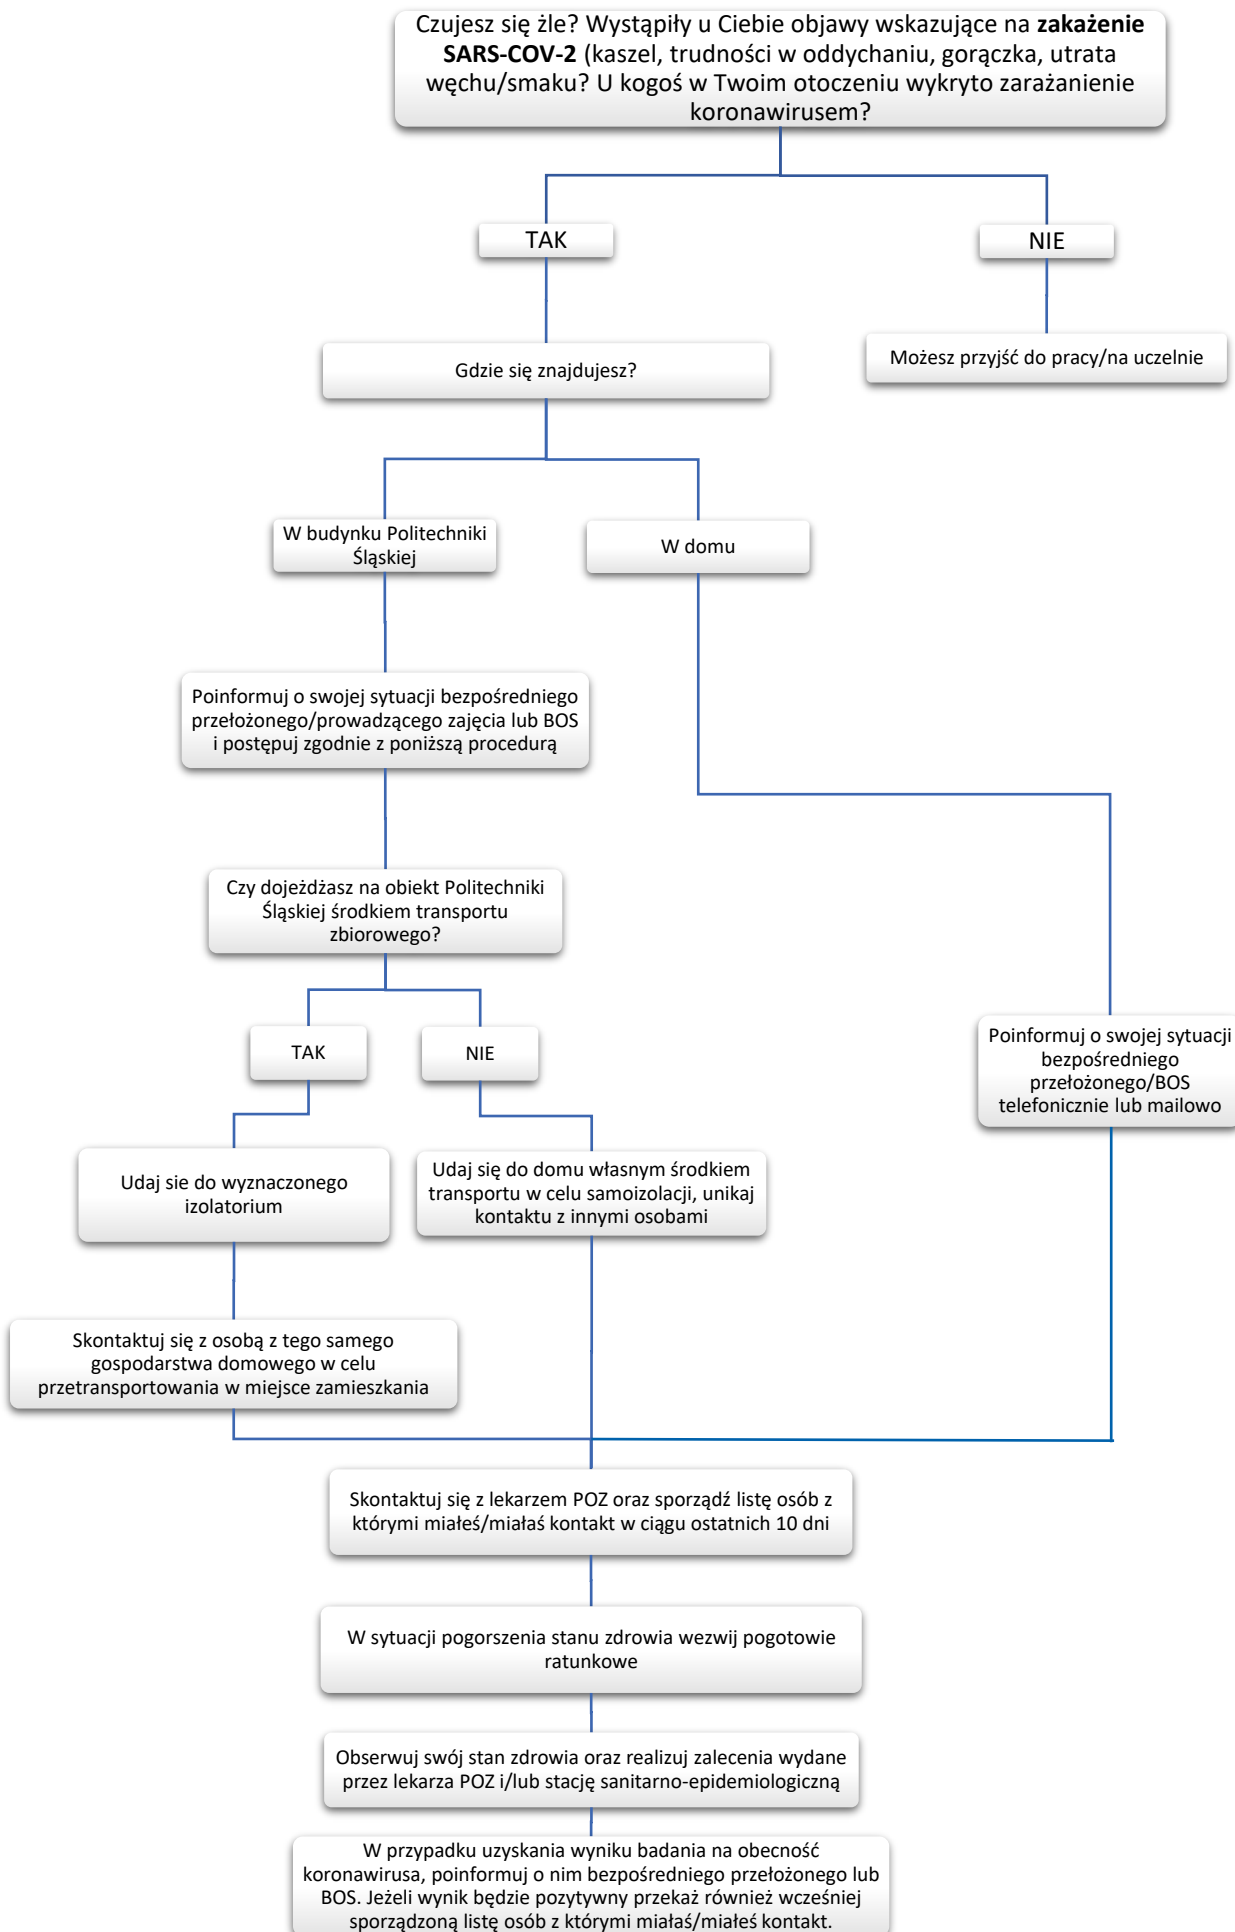 Czujesz się żle? Wystąpiły u Ciebie objawy wskazujące na zakażenie
SARS-COV-2 (kaszel, trudności w oddychaniu, gorączka, utrata
węchu/smaku? U kogoś w Twoim otoczeniu wykryto zarażanienie
koronawirusem?
TAK
NIE
Gdzie się znajdujesz?
Możesz przyjść do pracy/na uczelnie
W budynku Politechniki
Śląskiej
W domu
Poinformuj o swojej sytuacji bezpośredniego
przełożonego/prowadzącego zajęcia lub BOS
i postępuj zgodnie z poniższą procedurą
Czy dojeżdżasz na obiekt Politechniki
Śląskiej środkiem transportu
zbiorowego?
TAK
NIE
Poinformuj o swojej sytuacji
bezpośredniego
przełożonego/BOS
telefonicznie lub mailowo
Udaj sie do wyznaczonego
izolatorium
Udaj się do domu własnym środkiem
transportu w celu samoizolacji, unikaj
kontaktu z innymi osobami
Skontaktuj się z osobą z tego samego
gospodarstwa domowego w celu
przetransportowania w miejsce zamieszkania
Skontaktuj się z lekarzem POZ oraz sporządź listę osób z
którymi miałeś/miałaś kontakt w ciągu ostatnich 10 dni
W sytuacji pogorszenia stanu zdrowia wezwij pogotowie
ratunkowe
Obserwuj swój stan zdrowia oraz realizuj zalecenia wydane
przez lekarza POZ i/lub stację sanitarno-epidemiologiczną
W przypadku uzyskania wyniku badania na obecność
koronawirusa, poinformuj o nim bezpośredniego przełożonego lub
BOS. Jeżeli wynik będzie pozytywny przekaż również wcześniej
sporządzoną listę osób z którymi miałaś/miałeś kontakt.